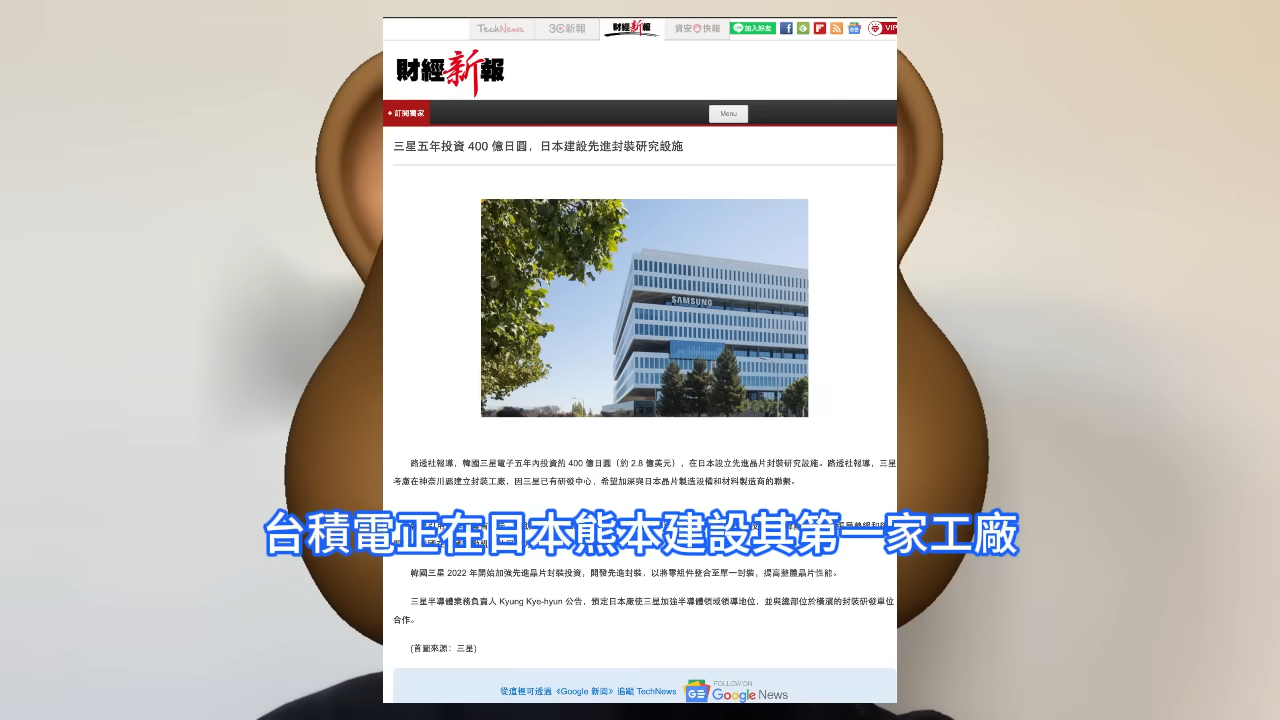 TechNews
3C新報
財經新報
資安快報
加入好友
VIP
財經新報
訂閱獨家
Menu
三星五年投資 400 億日圓,日本建設先進封裝研究設施
SAMSUNG
路透社報導,韓國三星電子五年內投資約 400 億日圓(約 2.8 億美元),在日本設立先進晶片封裝研究設施。路透社報導,三星
考慮在神奈川縣建立封裝工廠,因三星已有研發中心,希望加深與日本晶片製造設備和材料製造商的聯繫。
台積電正在日本熊本建設其第一家工廠
韓國三星 2022 年開始加強先進晶片封裝投資,開發先進封裝,以將零組件整合至單一封裝,提高整體晶片性能。
三星半導體業務負責人 Kyung Kye-hyun 公告,預定日本廠使三星加強半導體領域領導地位,並與總部位於橫濱的封裝研發單位
合作。
(首圖來源:三星)
從這裡可透過《Google 新聞》追蹤 TechNews
FOLLOW ON
GE Google News